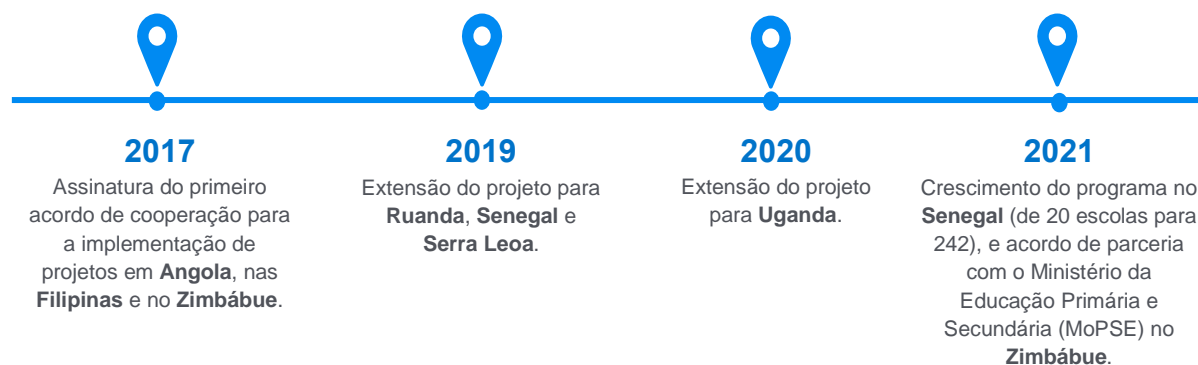 2017
Assinatura do primeiro
acordo de cooperação para
a implementação de
projetos em Angola, nas
Filipinas e no Zimbábue.
2019
Extensão do projeto para
Ruanda, Senegal e
Serra Leoa.
2020
Extensão do projeto
para Uganda.
2021
Crescimento do programa no
Senegal (de 20 escolas para
242), e acordo de parceria
com o Ministério da
Educação Primária e
Secundária (MoPSE) no
Zimbábue.